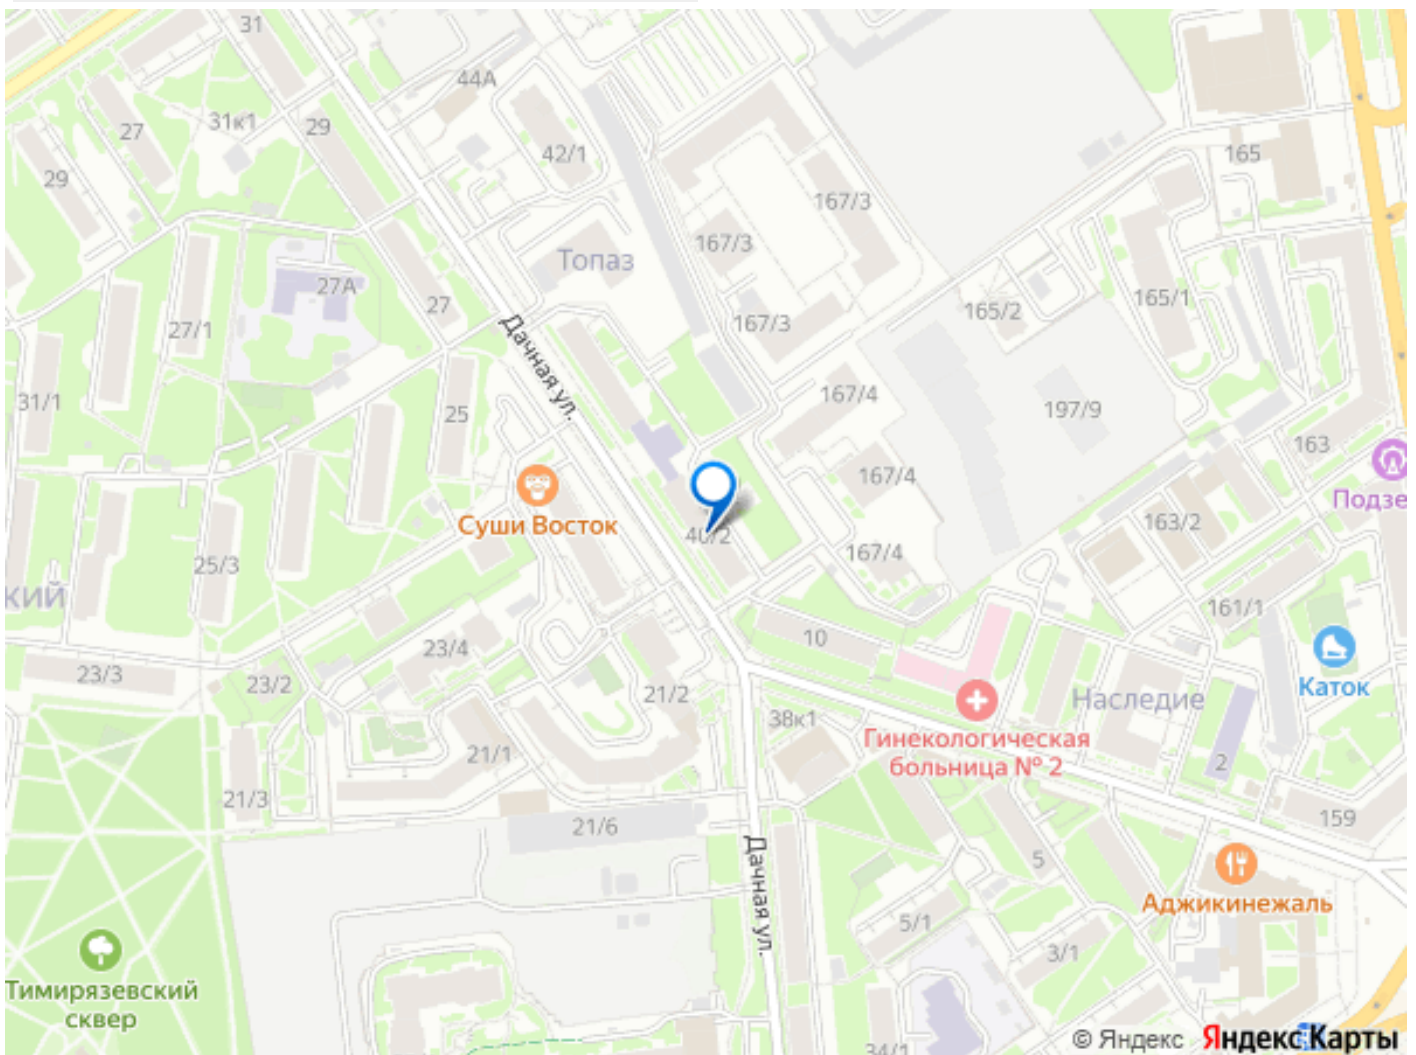 31
44А
27
31к1
29
42/1
165
29
167/3
167/3
Топаз
27А
27
165/1
165/2
27/1
167/3
Дачная ул.
31/1
167/4
25
197/9
163
167/4
Подзе
Суши Восток
163/2
40/2
167/4
25/3
кий
161/1
10
23/4
23/3
23/2
Каток
21/2
Наследие
38к1
Гинекологическая
больница № 2
21/1
2
21/3
159
21/6
Дачная ул.
5
Аджикинежаль
5/1
3/1
Тимирязевский
сквер
34/1
© Яндекс Яндекс Карты